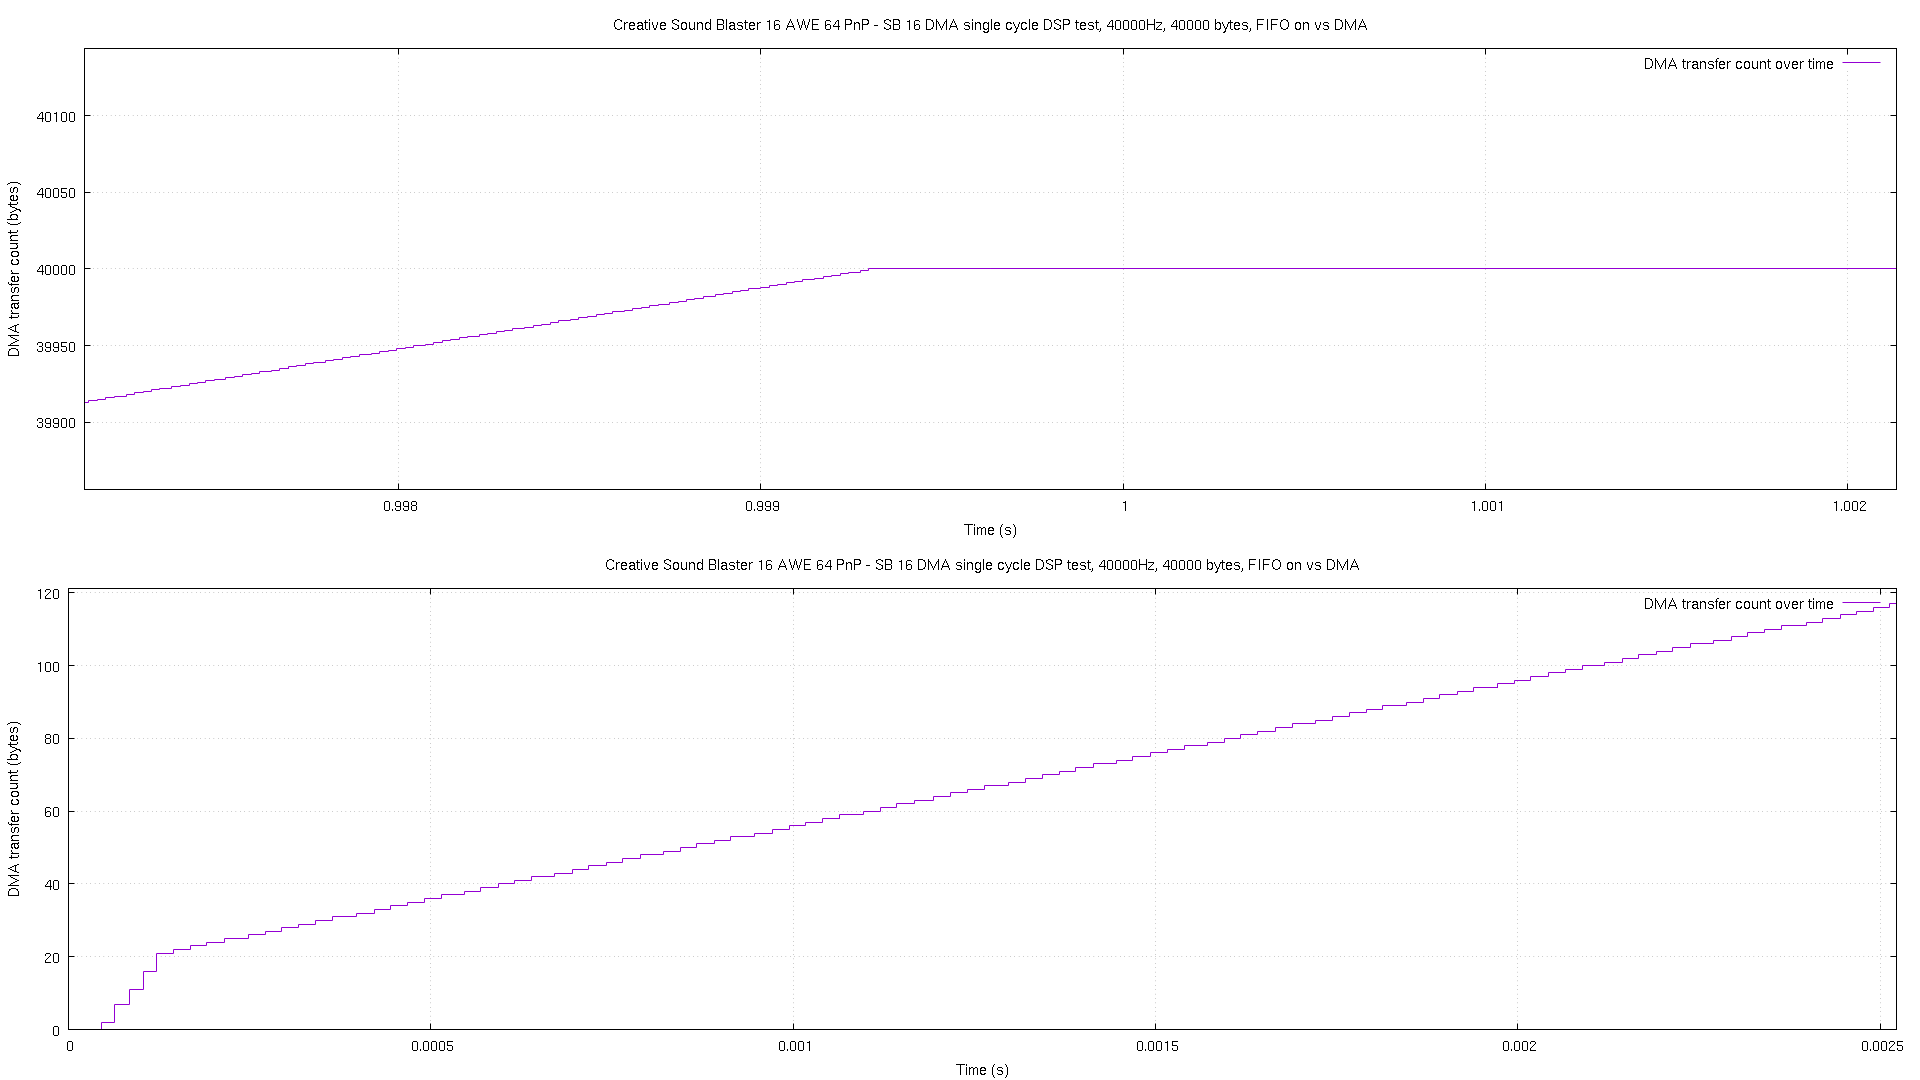 Creative Sound Blaster 16 AWE 64 PnP - SB 16 DMA single cycle DSP test, 40000Hz, 40000 bytes, FIFO on vs DMA
DMA transfer count over time
40100
40050
40000
39950
39900
DMA transfer count (bytes)
0.998 0.999 1 1.001 1.002
Time (s)
Creative Sound Blaster 16 AWE 64 PnP - SB 16 DMA single cycle DSP test, 40000Hz, 40000 bytes, FIFO on vs DMA
DMA transfer count over time
120
100
80
60
40
20
0
DMA transfer count (bytes)
0 0.0005 0.001 0.0015 0.002 0.0025
Time (s)